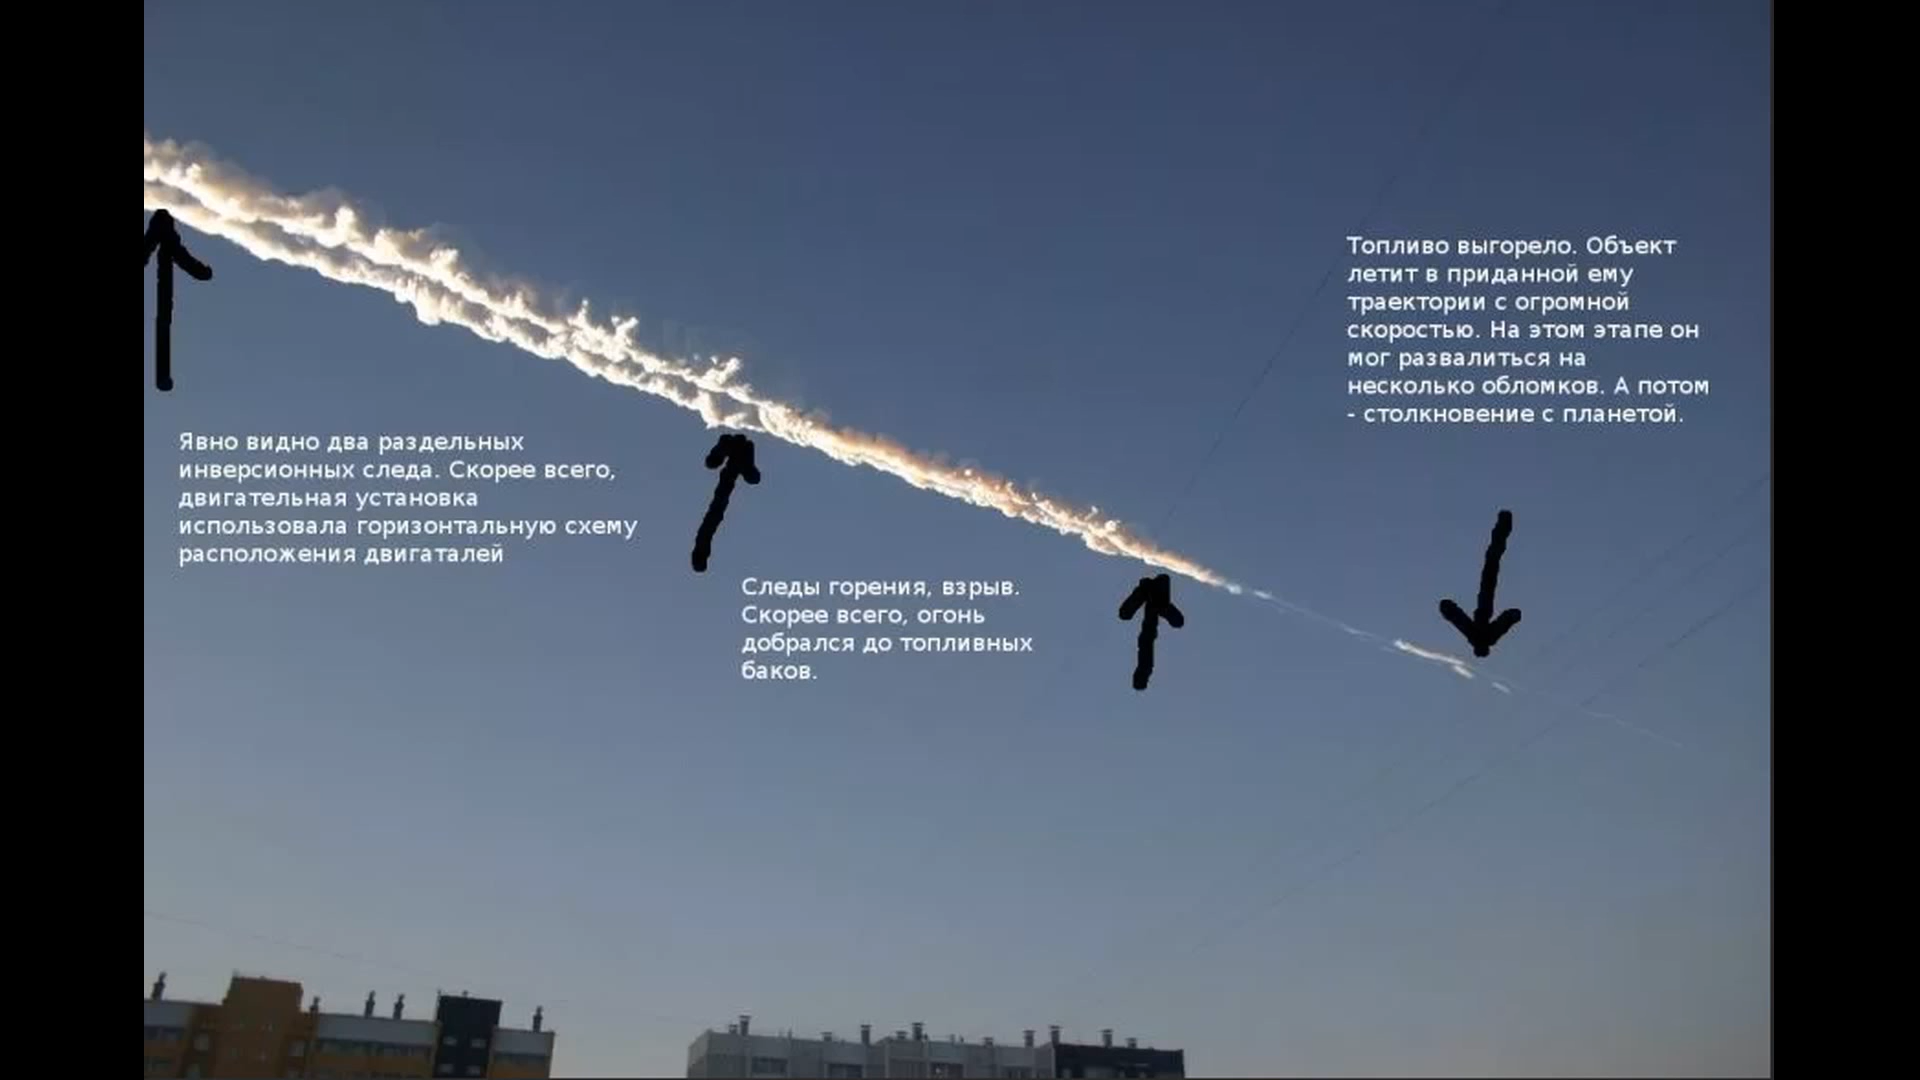 Топливо выгорело. Объект
летит в приданной ему
траектории с огромной
скоростью. На этом этапе он
мог развалиться на
несколько обломков. А потом
- столкновение с планетой.
Явно видно два раздельных
инверсионных следа. Скорее всего,
двигательная установка
использовала горизонтальную схему
расположения двигаталей
Следы горения, взрыв.
Скорее всего, огонь
добрался до топливных
баков.